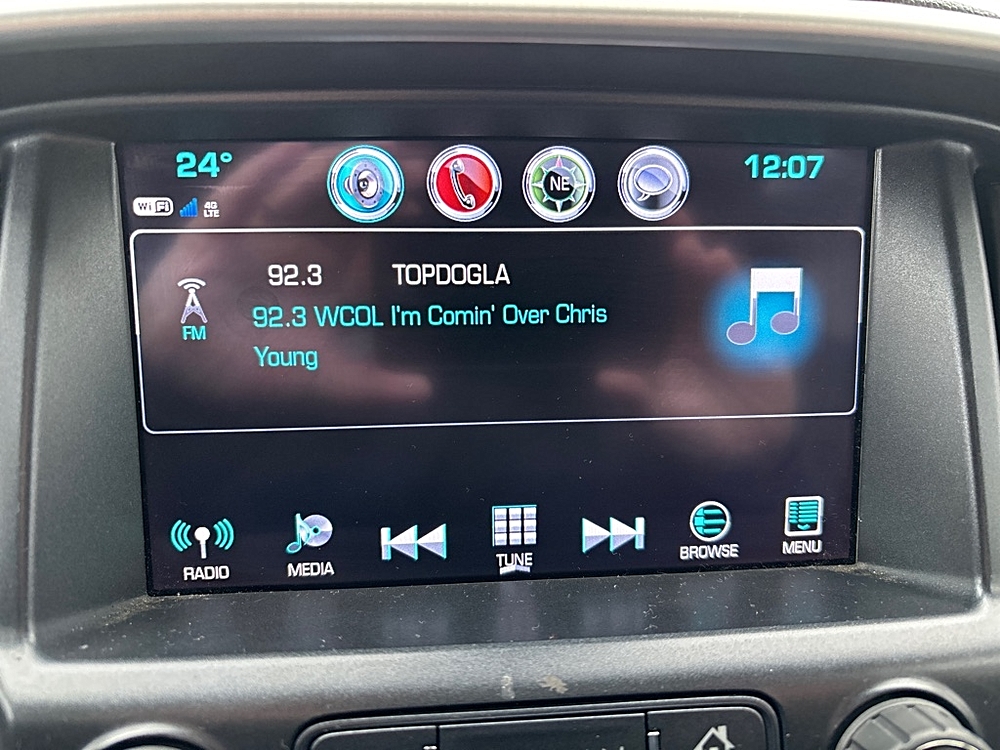 24° 12:07
WiFi 4G LTE NE
92.3 TOPDOGLA
92.3 WCOL I'm Comin' Over Chris
FM
Young
RADIO MEDIA TUNE BROWSE MENU